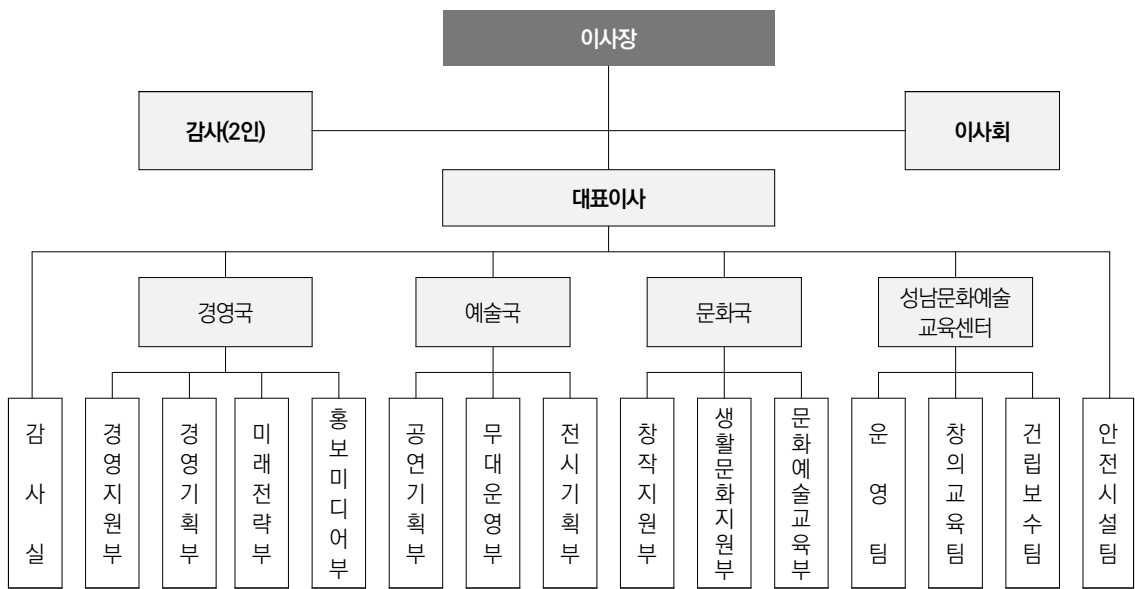 이사장
감사(2인)
이사회
대표이사
경영국
예술국
문화국
성남문화예술
교육센터
감사실
경영지원부
경영기획부
미래전략부
홍보미디어부
공연기획부
무대운영부
전시기획부
창작지원부
생활문화지원부
문화예술교육부
운영팀
창의교육팀
건립보수팀
안전시설팀